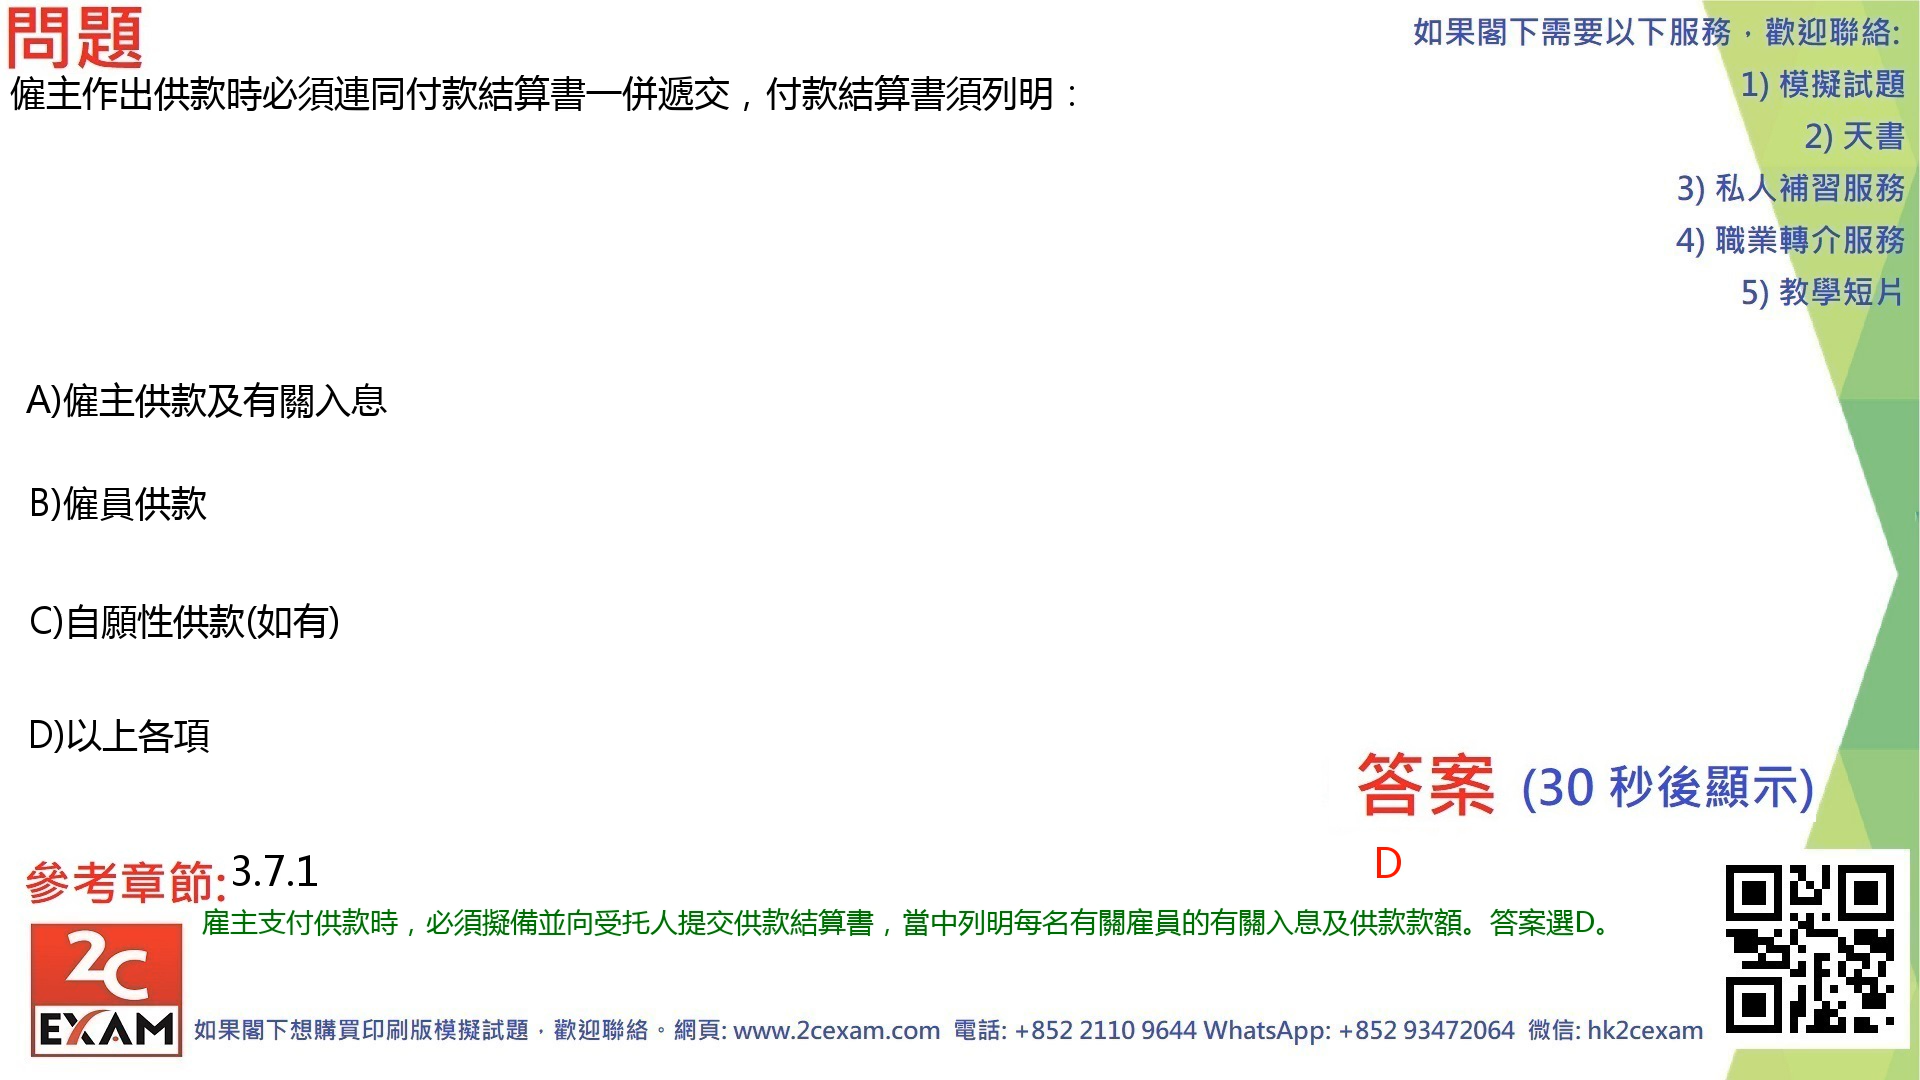 問題
僱主作出供款時必須連同付款結算書一併遞交，付款結算書須列明：
如果閣下需要以下服務，歡迎聯絡:
1) 模擬試題
2) 天書
3) 私人補習服務
4) 職業轉介服務
5) 教學短片
A)僱主供款及有關入息
B)僱員供款
C)自願性供款(如有)
D)以上各項
答案 (30 秒後顯示)
D
參考章節:3.7.1
雇主支付供款時，必須擬備並向受托人提交供款結算書，當中列明每名有關雇員的有關入息及供款款額。答案選D。
2C
EXAM
如果閣下想購買印刷版模擬試題，歡迎聯絡。網頁: www.2cexam.com 電話: +852 2110 9644 WhatsApp: +852 93472064 微信: hk2cexam